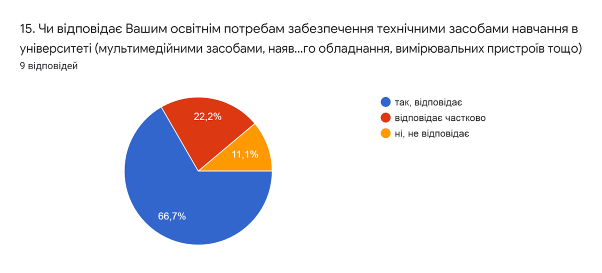 15. Чи відповідає Вашим освітнім потребам забезпечення технічними засобами навчання в
університеті (мультимедійними засобами, наяв...го обладнання, вимірювальних пристроїв тощо)
9 відповідей
так, відповідає
відповідає частково
ні, не відповідає
22,2%
11,1%
66,7%